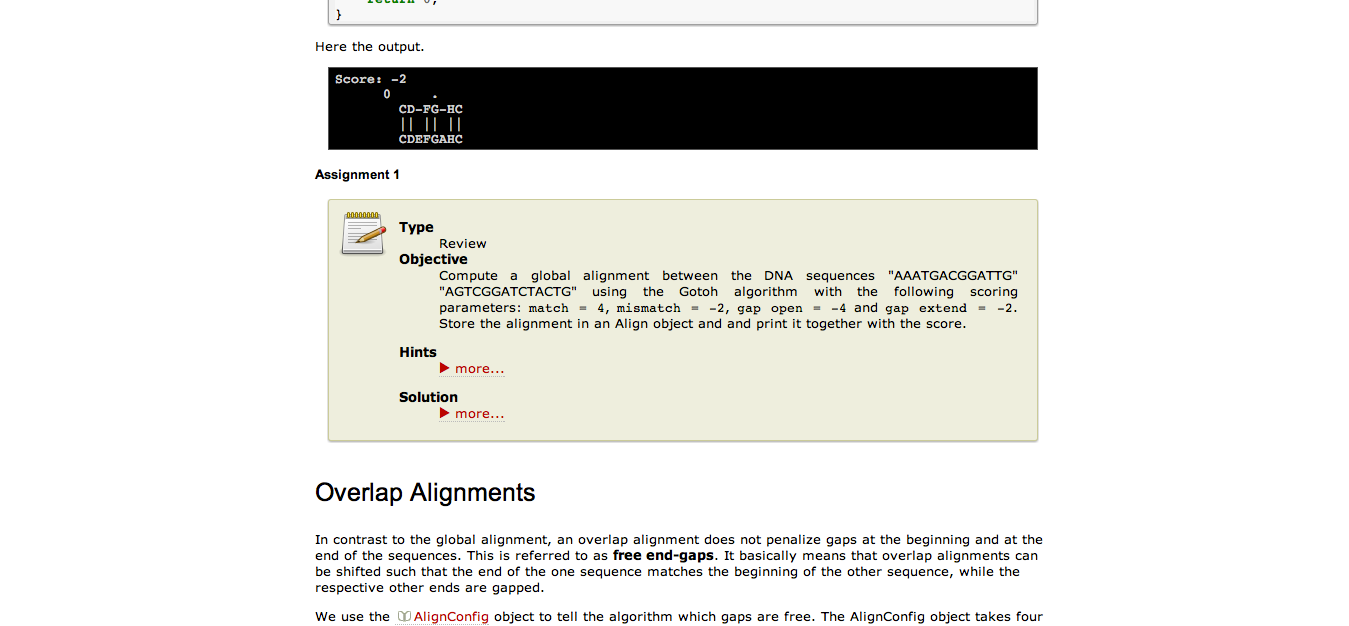 return 0;
}
Here the output.
Score: -2
0 .
CD-FG-HC
|| || ||
CDEFGAHC
Assignment 1
Type
Review
Objective
Compute a global alignment between the DNA sequences "AAATGACGGATTG"
"AGTCGGATCTACTG" using the Gotoh algorithm with the following scoring
parameters: match = 4, mismatch = -2, gap open = -4 and gap extend = -2.
Store the alignment in an Align object and and print it together with the score.
Hints
more...
Solution
more...
Overlap Alignments
In contrast to the global alignment, an overlap alignment does not penalize gaps at the beginning and at the
end of the sequences. This is referred to as free end-gaps. It basically means that overlap alignments can
be shifted such that the end of the one sequence matches the beginning of the other sequence, while the
respective other ends are gapped.
We use the AlignConfig object to tell the algorithm which gaps are free. The AlignConfig object takes four